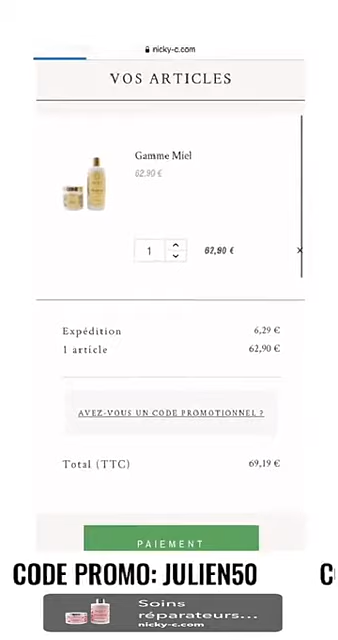 nicky-c.com
VOS ARTICLES
Gamme Miel
62.90 €
1
62,90 €
×
Expédition 6,29 €
1 article 62,90 €
AVEZ-VOUS UN CODE PROMOTIONNEL ?
Total (TTC) 69,19 €
PAIEMENT
CODE PROMO: JULIEN50
Soins
réparateurs...
nicky-c.com